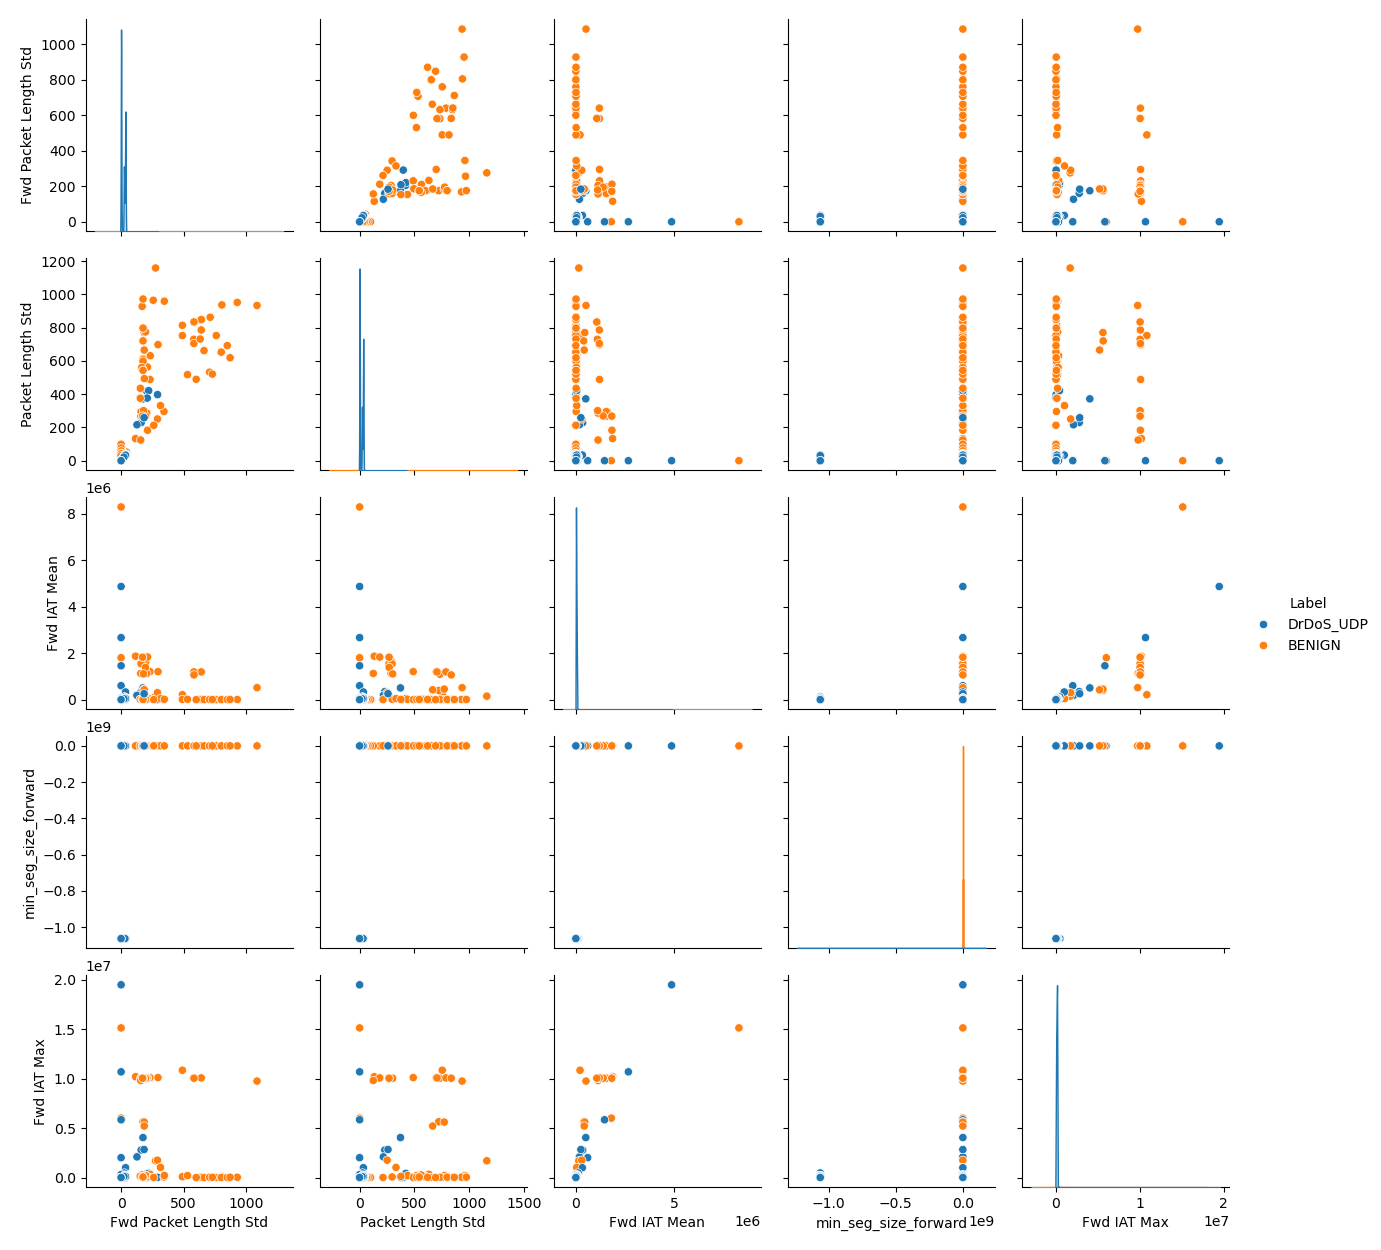 1000
800
600
400
200
0
Fwd Packet Length Std
1200
1000
800
600
400
200
0
Packet Length Std
1e6
8
6
4
2
0
Fwd IAT Mean
1e9
0.0
−0.2
−0.4
−0.6
−0.8
−1.0
min_seg_size_forward
1e7
2.0
1.5
1.0
0.5
0.0
Fwd IAT Max
0 500 1000
Fwd Packet Length Std
0 500 1000 1500
Packet Length Std
0 5
1e6
Fwd IAT Mean
−1.0 −0.5 0.0
1e9
min_seg_size_forward
0 1 2
1e7
Fwd IAT Max
Label
DrDoS_UDP
BENIGN